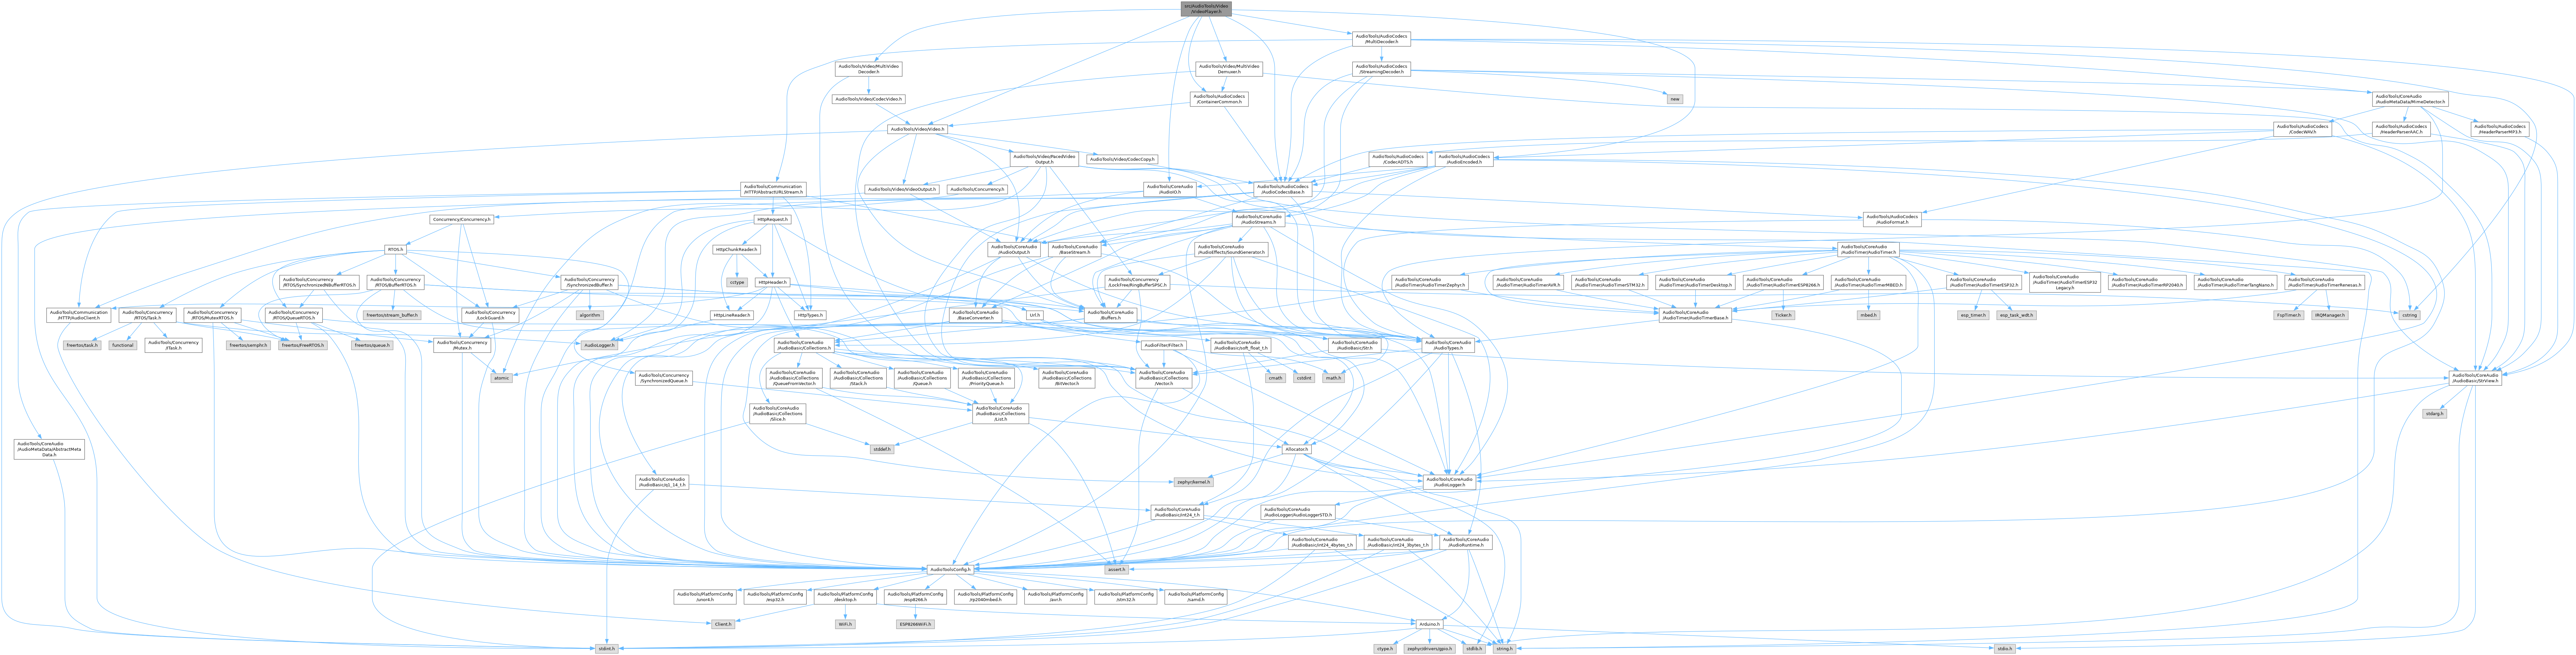 src/AudioTools/Video
/VideoPlayer.h
AudioTools/AudioCodecs
/MultiDecoder.h
AudioTools/Video/MultiVideo
Decoder.h
AudioTools/Video/MultiVideo
Demuxer.h
AudioTools/AudioCodecs
/StreamingDecoder.h
AudioTools/Video/CodecVideo.h
AudioTools/AudioCodecs
/ContainerCommon.h
new
AudioTools/CoreAudio
/AudioMetaData/MimeDetector.h
AudioTools/Video/Video.h
AudioTools/AudioCodecs
/CodecWAV.h
AudioTools/AudioCodecs
/HeaderParserAAC.h
AudioTools/AudioCodecs
/HeaderParserMP3.h
AudioTools/Video/PacedVideo
Output.h
AudioTools/Video/CodecCopy.h
AudioTools/AudioCodecs
/CodecADTS.h
AudioTools/AudioCodecs
/AudioEncoded.h
AudioTools/Communication
/HTTP/AbstractURLStream.h
AudioTools/Video/VideoOutput.h
AudioTools/Concurrency.h
AudioTools/CoreAudio
/AudioIO.h
AudioTools/AudioCodecs
/AudioCodecsBase.h
Concurrency/Concurrency.h
HttpRequest.h
AudioTools/CoreAudio
/AudioStreams.h
AudioTools/AudioCodecs
/AudioFormat.h
RTOS.h
HttpChunkReader.h
AudioTools/CoreAudio
/AudioOutput.h
AudioTools/CoreAudio
/BaseStream.h
AudioTools/CoreAudio
/AudioEffects/SoundGenerator.h
AudioTools/CoreAudio
/AudioTimer/AudioTimer.h
AudioTools/Concurrency
/RTOS/SynchronizedNBufferRTOS.h
AudioTools/Concurrency
/RTOS/BufferRTOS.h
AudioTools/Concurrency
/SynchronizedBuffer.h
cctype
HttpHeader.h
AudioTools/Concurrency
/LockFreeRingBufferSPSC.h
AudioTools/CoreAudio
/AudioTimer/AudioTimerZephyr.h
AudioTools/CoreAudio
/AudioTimer/AudioTimerAVR.h
AudioTools/CoreAudio
/AudioTimer/AudioTimerSTM32.h
AudioTools/CoreAudio
/AudioTimer/AudioTimerDesktop.h
AudioTools/CoreAudio
/AudioTimer/AudioTimerESP8266.h
AudioTools/CoreAudio
/AudioTimer/AudioTimerMBED.h
AudioTools/CoreAudio
/AudioTimer/AudioTimerESP32.h
AudioTools/CoreAudio
/AudioTimer/AudioTimerESP32
Legacy.h
AudioTools/CoreAudio
/AudioTimer/AudioTimerRP2040.h
AudioTools/CoreAudio
/AudioTimer/AudioTimerTangNano.h
AudioTools/CoreAudio
/AudioTimer/AudioTimerRenesas.h
AudioTools/Communication
/HTTP/AudioClient.h
AudioTools/Concurrency
/RTOS/Task.h
AudioTools/Concurrency
/RTOS/MutexRTOS.h
AudioTools/Concurrency
/RTOS/QueueRTOS.h
freertos/stream_buffer.h
AudioTools/Concurrency
/LockGuard.h
algorithm
HttpLineReader.h
HttpTypes.h
AudioTools/CoreAudio
/BaseConverter.h
Url.h
AudioTools/CoreAudio
/Buffers.h
AudioTools/CoreAudio
/AudioTimer/AudioTimerBase.h
Ticker.h
mbed.h
esp_timer.h
esp_task_wdt.h
FspTimer.h
IRQManager.h
cstring
freertos/task.h
functional
AudioTools/Concurrency
/ITask.h
freertos/semphr.h
freertos/FreeRTOS.h
freertos/queue.h
AudioTools/Concurrency
/Mutex.h
AudioLogger.h
AudioTools/CoreAudio
/AudioBasic/Collections.h
AudioFilter/Filter.h
AudioTools/CoreAudio
/AudioBasic/soft_float_t.h
AudioTools/CoreAudio
/AudioBasic/Str.h
AudioTools/CoreAudio
/AudioTypes.h
atomic
AudioTools/Concurrency
/SynchronizedQueue.h
AudioTools/CoreAudio
/AudioBasic/Collections
/QueueFromVector.h
AudioTools/CoreAudio
/AudioBasic/Collections
/Stack.h
AudioTools/CoreAudio
/AudioBasic/Collections
/Queue.h
AudioTools/CoreAudio
/AudioBasic/Collections
/PriorityQueue.h
AudioTools/CoreAudio
/AudioBasic/Collections
/BitVector.h
AudioTools/CoreAudio
/AudioBasic/Collections
/Vector.h
cmath
cstdint
math.h
AudioTools/CoreAudio
/AudioBasic/StrView.h
AudioTools/CoreAudio
/AudioBasic/Collections
/Slice.h
AudioTools/CoreAudio
/AudioBasic/Collections
/List.h
stdarg.h
AudioTools/CoreAudio
/AudioMetaData/AbstractMeta
Data.h
stddef.h
Allocator.h
AudioTools/CoreAudio
/AudioBasic/q1_14_t.h
zephyr/kernel.h
AudioTools/CoreAudio
/AudioLogger.h
AudioTools/CoreAudio
/AudioBasic/int24_t.h
AudioTools/CoreAudio
/AudioLogger/AudioLoggerSTD.h
AudioTools/CoreAudio
/AudioBasic/int24_4bytes_t.h
AudioTools/CoreAudio
/AudioBasic/int24_3bytes_t.h
AudioTools/CoreAudio
/AudioRuntime.h
AudioToolsConfig.h
assert.h
AudioTools/PlatformConfig
/unor4.h
AudioTools/PlatformConfig
/esp32.h
AudioTools/PlatformConfig
/desktop.h
AudioTools/PlatformConfig
/esp8266.h
AudioTools/PlatformConfig
/rp2040mbed.h
AudioTools/PlatformConfig
/avr.h
AudioTools/PlatformConfig
/stm32.h
AudioTools/PlatformConfig
/samd.h
Client.h
WiFi.h
ESP8266WiFi.h
Arduino.h
stdint.h
ctype.h
zephyr/drivers/gpio.h
stdlib.h
string.h
stdio.h